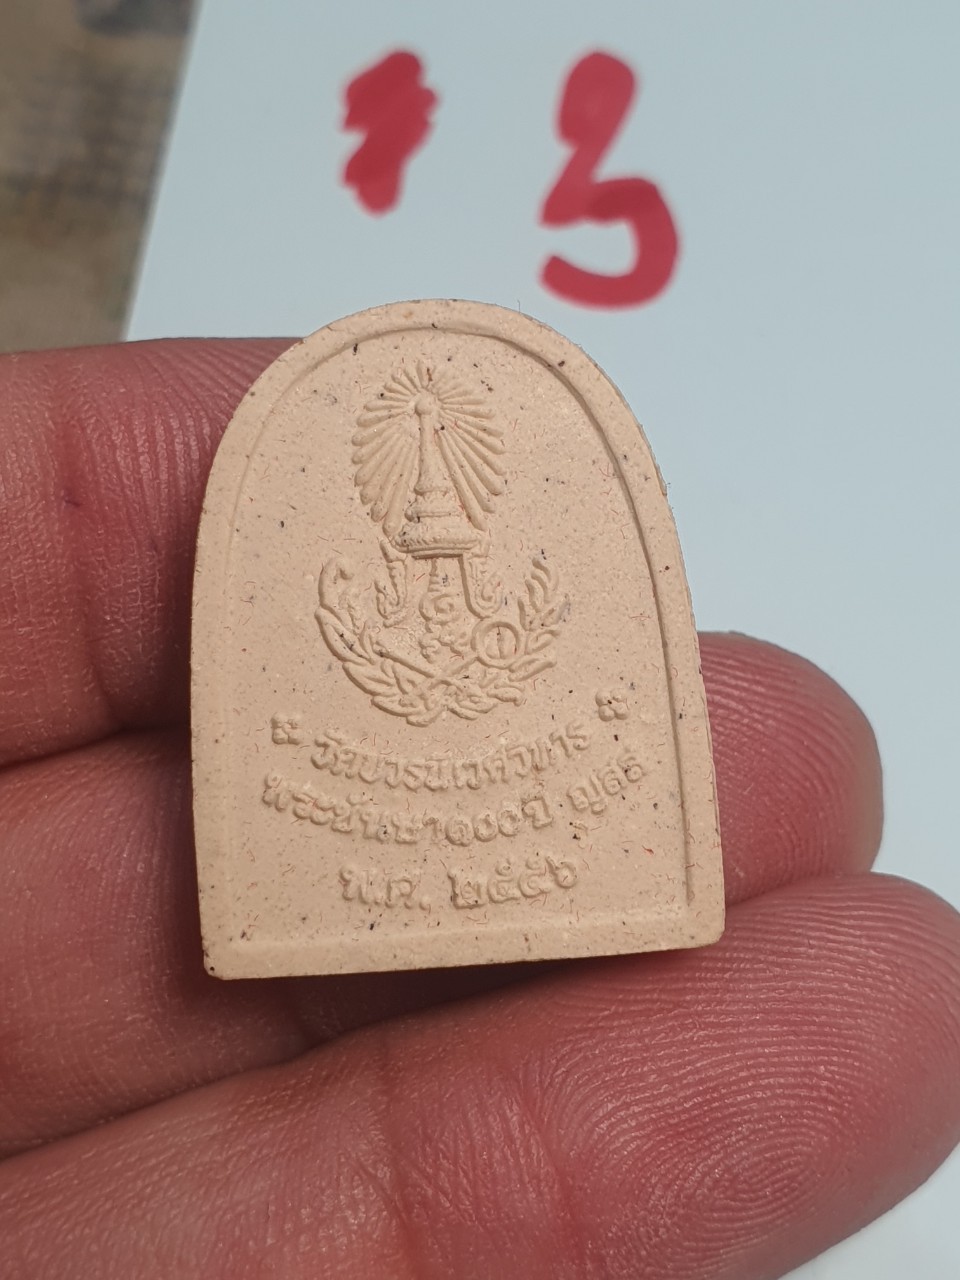 # 3
วัดบวรนิเวศวิหาร
พระชันษา๑๐๐ปี ญสส
พ.ศ. ๒๕๕๖